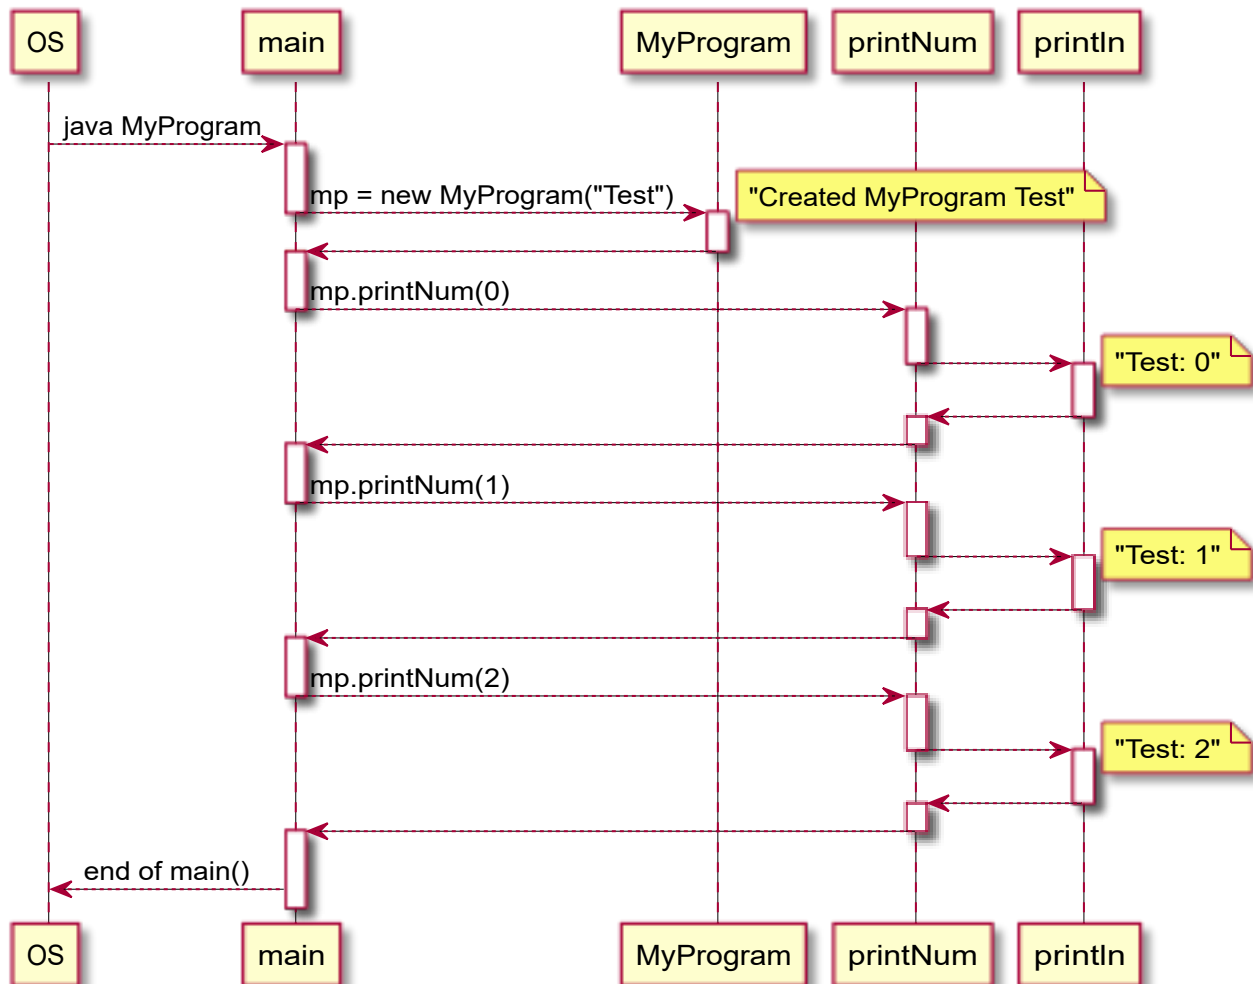 OS
main
MyProgram
printNum
println
java MyProgram
mp = new MyProgram("Test")
"Created MyProgram Test"
mp.printNum(0)
"Test: 0"
mp.printNum(1)
"Test: 1"
mp.printNum(2)
"Test: 2"
end of main()
OS
main
MyProgram
printNum
println